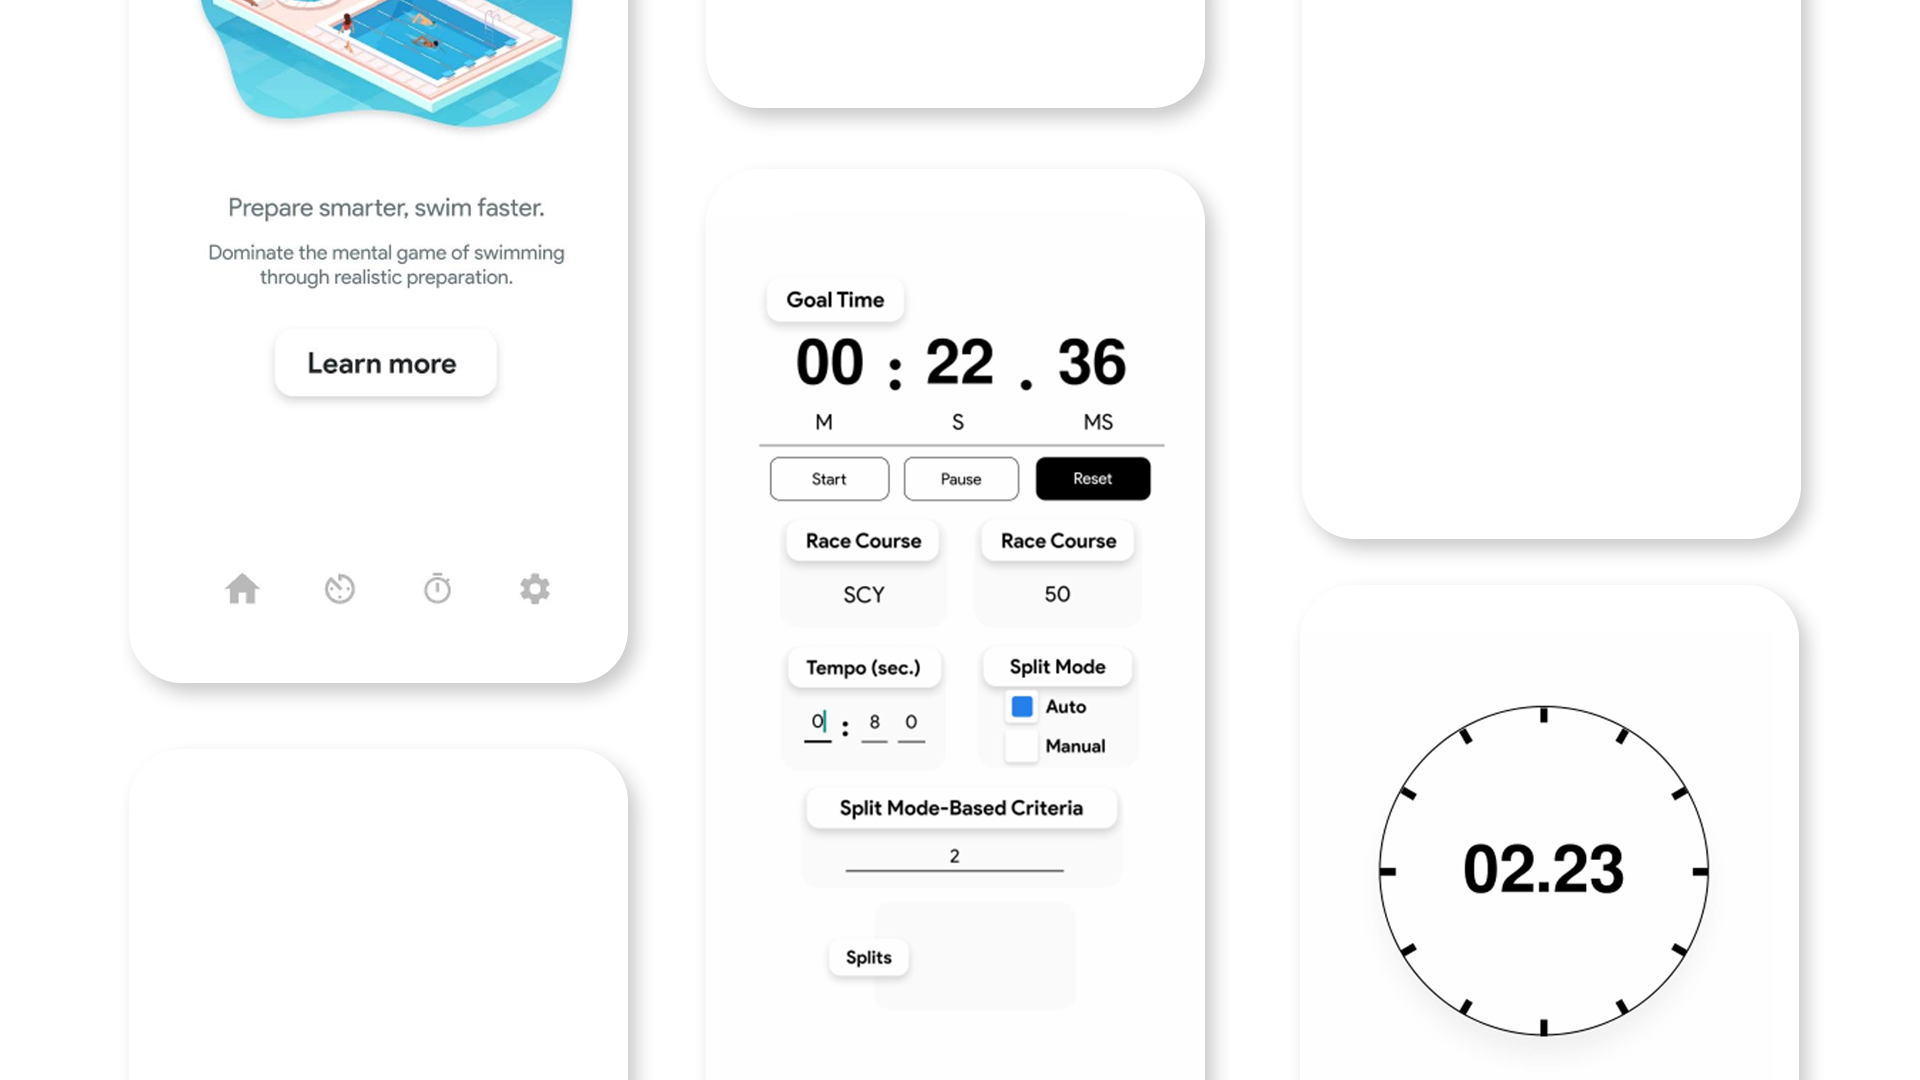 Prepare smarter, swim faster.
Dominate the mental game of swimming
through realistic preparation.
Learn more
Goal Time
00 : 22 . 36
M S MS
Start Pause Reset
Race Course Race Course
SCY 50
Tempo (sec.) Split Mode
Auto
0 : 8 0
Manual
Split Mode-Based Criteria
2
Splits
02.23